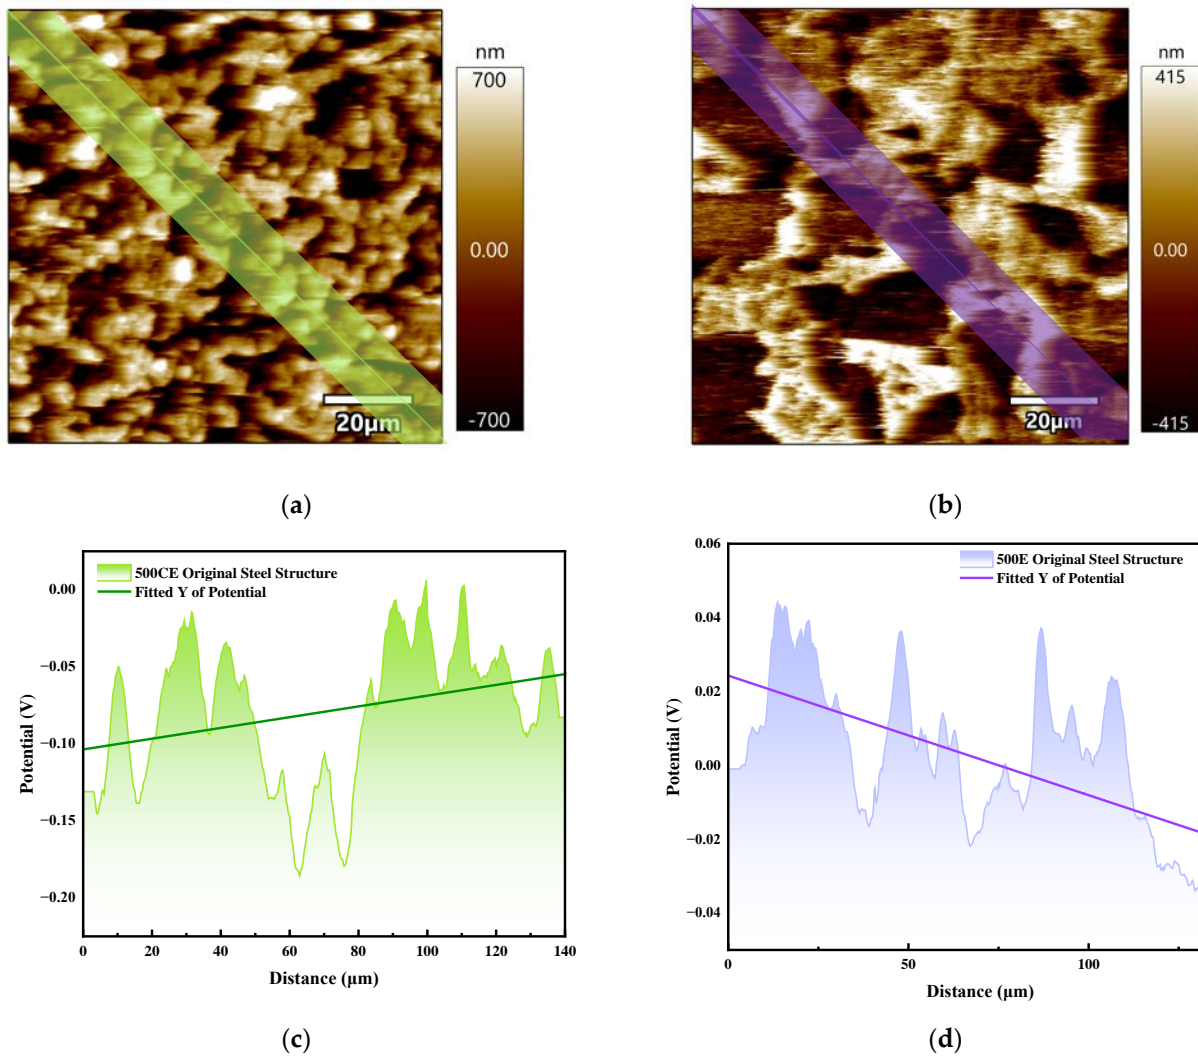 nm
700
0.00
-700
20μm
(a)
nm
415
0.00
-415
20μm
(b)
500CE Original Steel Structure
Fitted Y of Potential
Potential (V)
0.00
−0.05
−0.10
−0.15
−0.20
0 20 40 60 80 100 120 140
Distance (μm)
(c)
500E Original Steel Structure
Fitted Y of Potential
Potential (V)
0.06
0.04
0.02
0.00
−0.02
−0.04
0 50 100
Distance (μm)
(d)